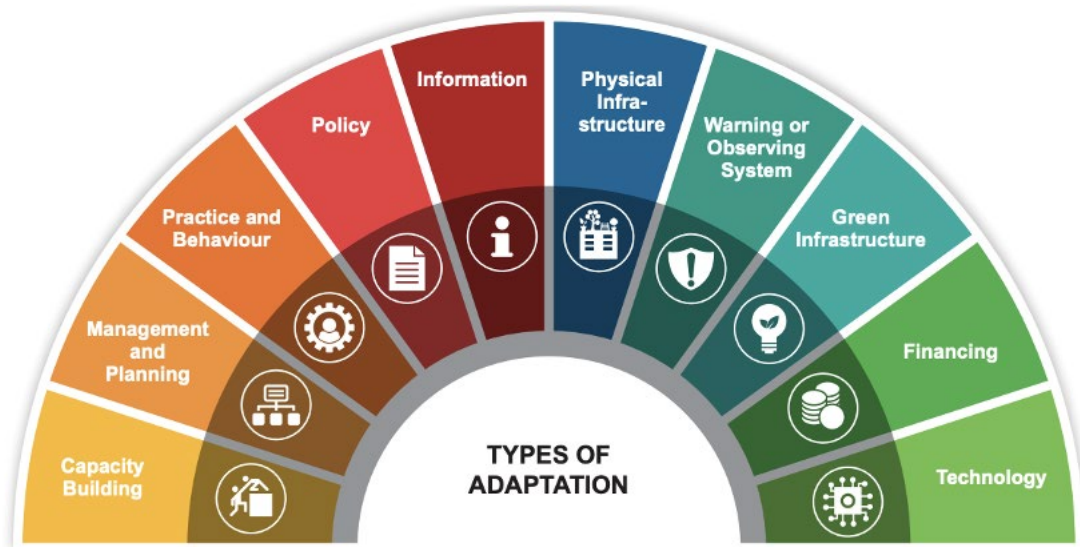 Capacity
Building
Management
and
Planning
Practice and
Behaviour
Policy
Information
Physical
Infra-
structure
Warning or
Observing
System
Green
Infrastructure
Financing
Technology
TYPES OF
ADAPTATION